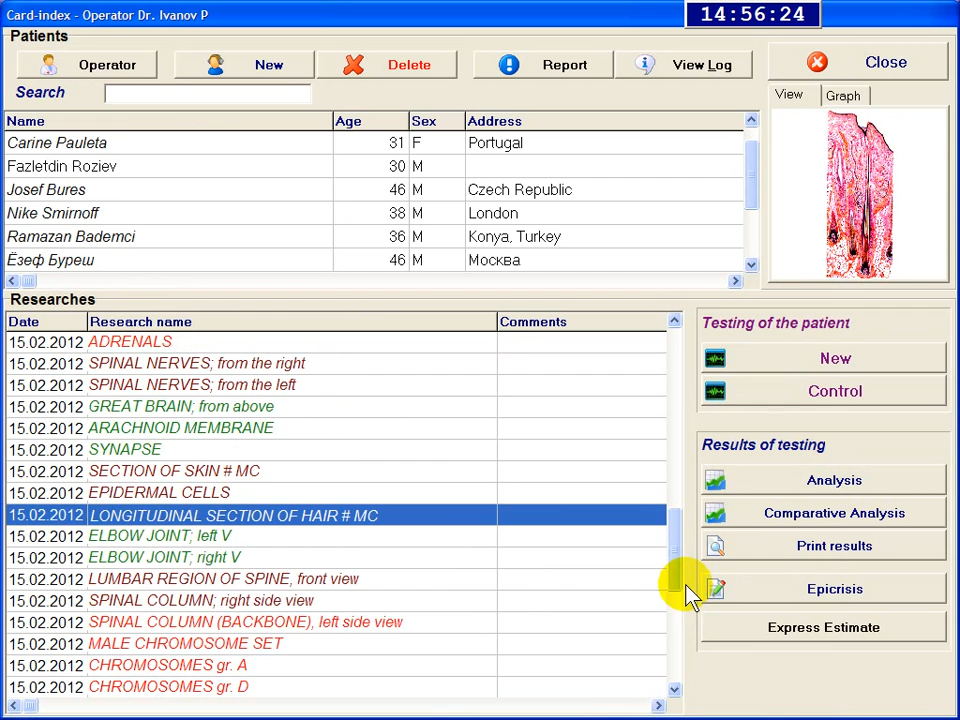 Card-index - Operator Dr. Ivanov P
14:56:24
Patients
Operator New Delete Report View Log Close
Search
View Graph
Name Age Sex Address
Carine Pauleta 31 F Portugal
Fazletdin Roziev 30 M
Josef Bures 46 M Czech Republic
Nike Smirnoff 38 M London
Ramazan Bademci 36 M Konya, Turkey
Ёзеф Буреш 46 M Москва
Researches
Date Research name Comments
15.02.2012 ADRENALS
15.02.2012 SPINAL NERVES; from the right
15.02.2012 SPINAL NERVES; from the left
15.02.2012 GREAT BRAIN; from above
15.02.2012 ARACHNOID MEMBRANE
15.02.2012 SYNAPSE
15.02.2012 SECTION OF SKIN # MC
15.02.2012 EPIDERMAL CELLS
15.02.2012 LONGITUDINAL SECTION OF HAIR # MC
15.02.2012 ELBOW JOINT; left V
15.02.2012 ELBOW JOINT; right V
15.02.2012 LUMBAR REGION OF SPINE, front view
15.02.2012 SPINAL COLUMN; right side view
15.02.2012 SPINAL COLUMN (BACKBONE), left side view
15.02.2012 MALE CHROMOSOME SET
15.02.2012 CHROMOSOMES gr. A
15.02.2012 CHROMOSOMES gr. D
Testing of the patient
New
Control
Results of testing
Analysis
Comparative Analysis
Print results
Epicrisis
Express Estimate